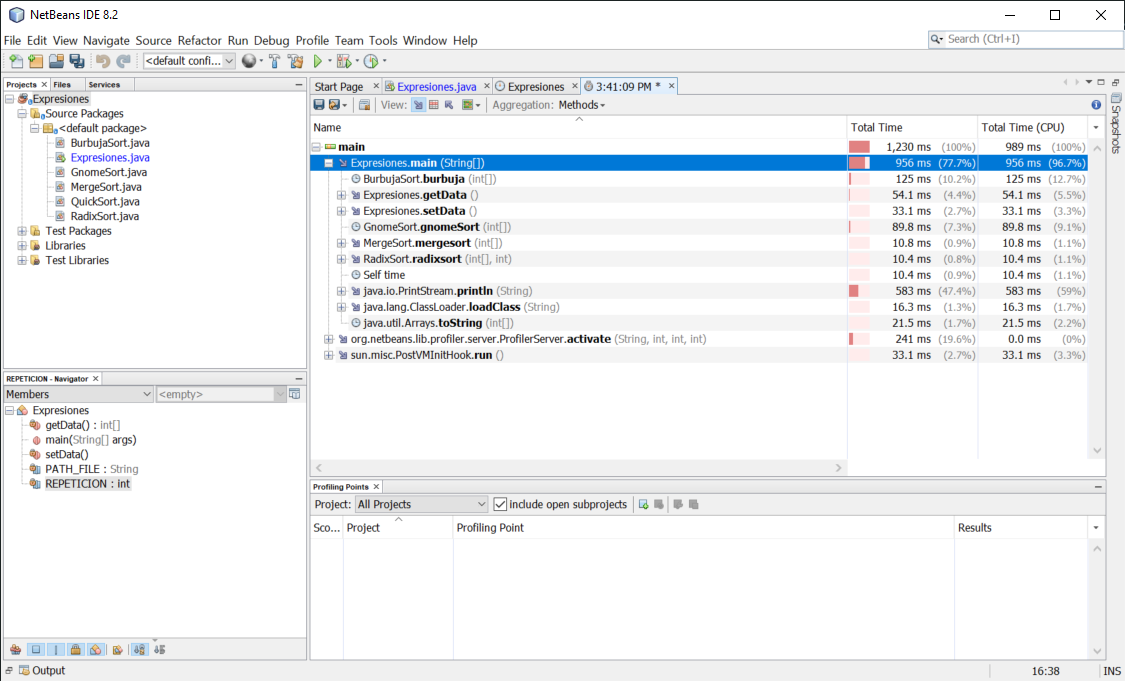 NetBeans IDE 8.2
File Edit View Navigate Source Refactor Run Debug Profile Team Tools Window Help
Search (Ctrl+I)
<default confi...
Projects Files Services
Expresiones
Source Packages
<default package>
BurbujaSort.java
Expresiones.java
GnomeSort.java
MergeSort.java
QuickSort.java
RadixSort.java
Test Packages
Libraries
Test Libraries
REPETICION - Navigator
Members <empty>
Expresiones
getData() : int[]
main(String[] args)
setData()
PATH_FILE : String
REPETICION : int
Start Page Expresiones.java Expresiones 3:41:09 PM *
View: Aggregation: Methods
Name Total Time Total Time (CPU)
main 1,230 ms (100%) 989 ms (100%)
Expresiones.main (String[]) 956 ms (77.7%) 956 ms (96.7%)
BurbujaSort.burbuja (int[]) 125 ms (10.2%) 125 ms (12.7%)
Expresiones.getData () 54.1 ms (4.4%) 54.1 ms (5.5%)
Expresiones.setData () 33.1 ms (2.7%) 33.1 ms (3.3%)
GnomeSort.gnomeSort (int[]) 89.8 ms (7.3%) 89.8 ms (9.1%)
MergeSort.mergesort (int[]) 10.8 ms (0.9%) 10.8 ms (1.1%)
RadixSort.radixsort (int[], int) 10.4 ms (0.8%) 10.4 ms (1.1%)
Self time 10.4 ms (0.9%) 10.4 ms (1.1%)
java.io.PrintStream.println (String) 583 ms (47.4%) 583 ms (59%)
java.lang.ClassLoader.loadClass (String) 16.3 ms (1.3%) 16.3 ms (1.7%)
java.util.Arrays.toString (int[]) 21.5 ms (1.7%) 21.5 ms (2.2%)
org.netbeans.lib.profiler.server.ProfilerServer.activate (String, int, int, int) 241 ms (19.6%) 0.0 ms (0%)
sun.misc.PostVMInitHook.run () 33.1 ms (2.7%) 33.1 ms (3.3%)
Snapshots
Profiling Points
Project: All Projects Include open subprojects
Sco... Project Profiling Point Results
Output
16:38 INS